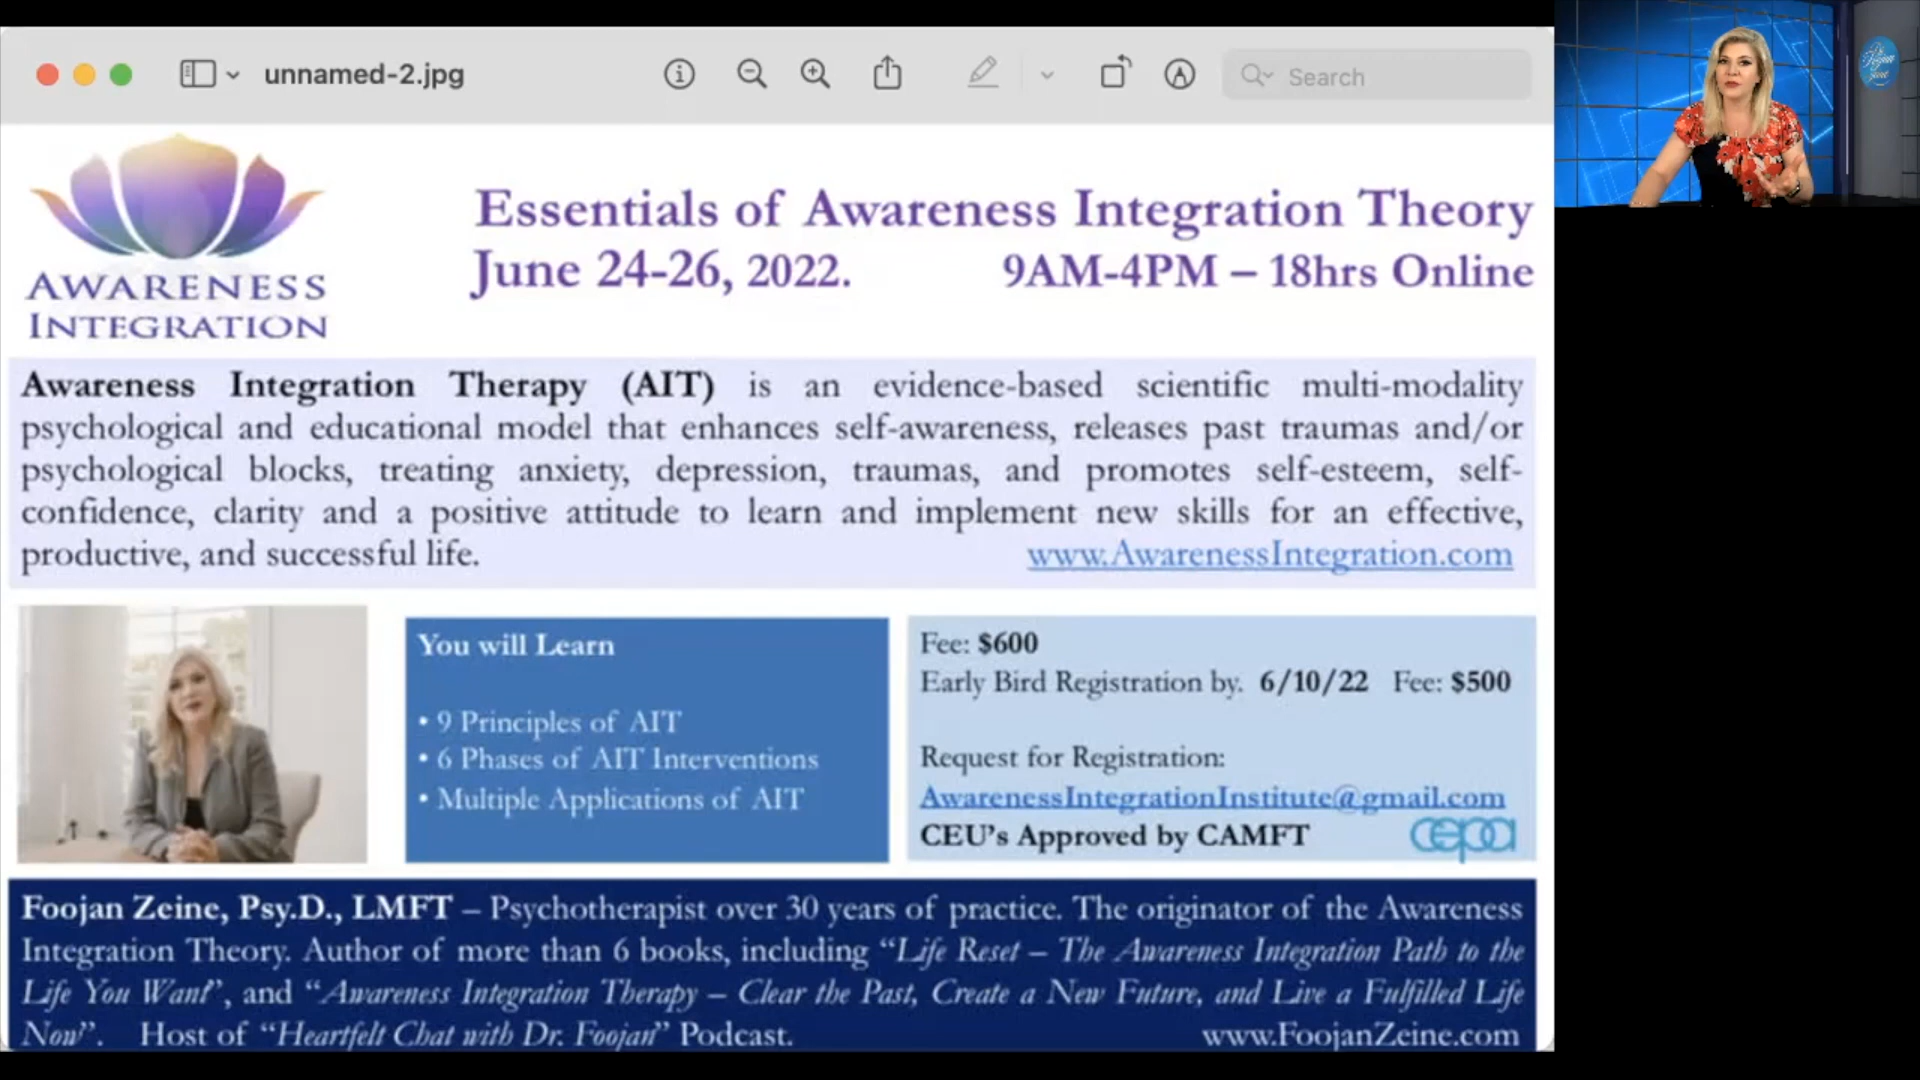 unnamed-2.jpg
Search
Dr. Foojan Zeine
AWARENESS
INTEGRATION
Essentials of Awareness Integration Theory
June 24-26, 2022. 9AM-4PM – 18hrs Online
Awareness Integration Therapy (AIT) is an evidence-based scientific multi-modality
psychological and educational model that enhances self-awareness, releases past traumas and/or
psychological blocks, treating anxiety, depression, traumas, and promotes self-esteem, self-
confidence, clarity and a positive attitude to learn and implement new skills for an effective,
productive, and successful life. www.AwarenessIntegration.com
You will Learn
• 9 Principles of AIT
• 6 Phases of AIT Interventions
• Multiple Applications of AIT
Fee: $600
Early Bird Registration by. 6/10/22 Fee: $500
Request for Registration:
AwarenessIntegrationInstitute@gmail.com
CEU's Approved by CAMFT
cepa
Foojan Zeine, Psy.D., LMFT – Psychotherapist over 30 years of practice. The originator of the Awareness
Integration Theory. Author of more than 6 books, including “Life Reset – The Awareness Integration Path to the
Life You Want”, and “Awareness Integration Therapy – Clear the Past, Create a New Future, and Live a Fulfilled Life
Now”. Host of “Heartfelt Chat with Dr. Foojan” Podcast. www.FoojanZeine.com